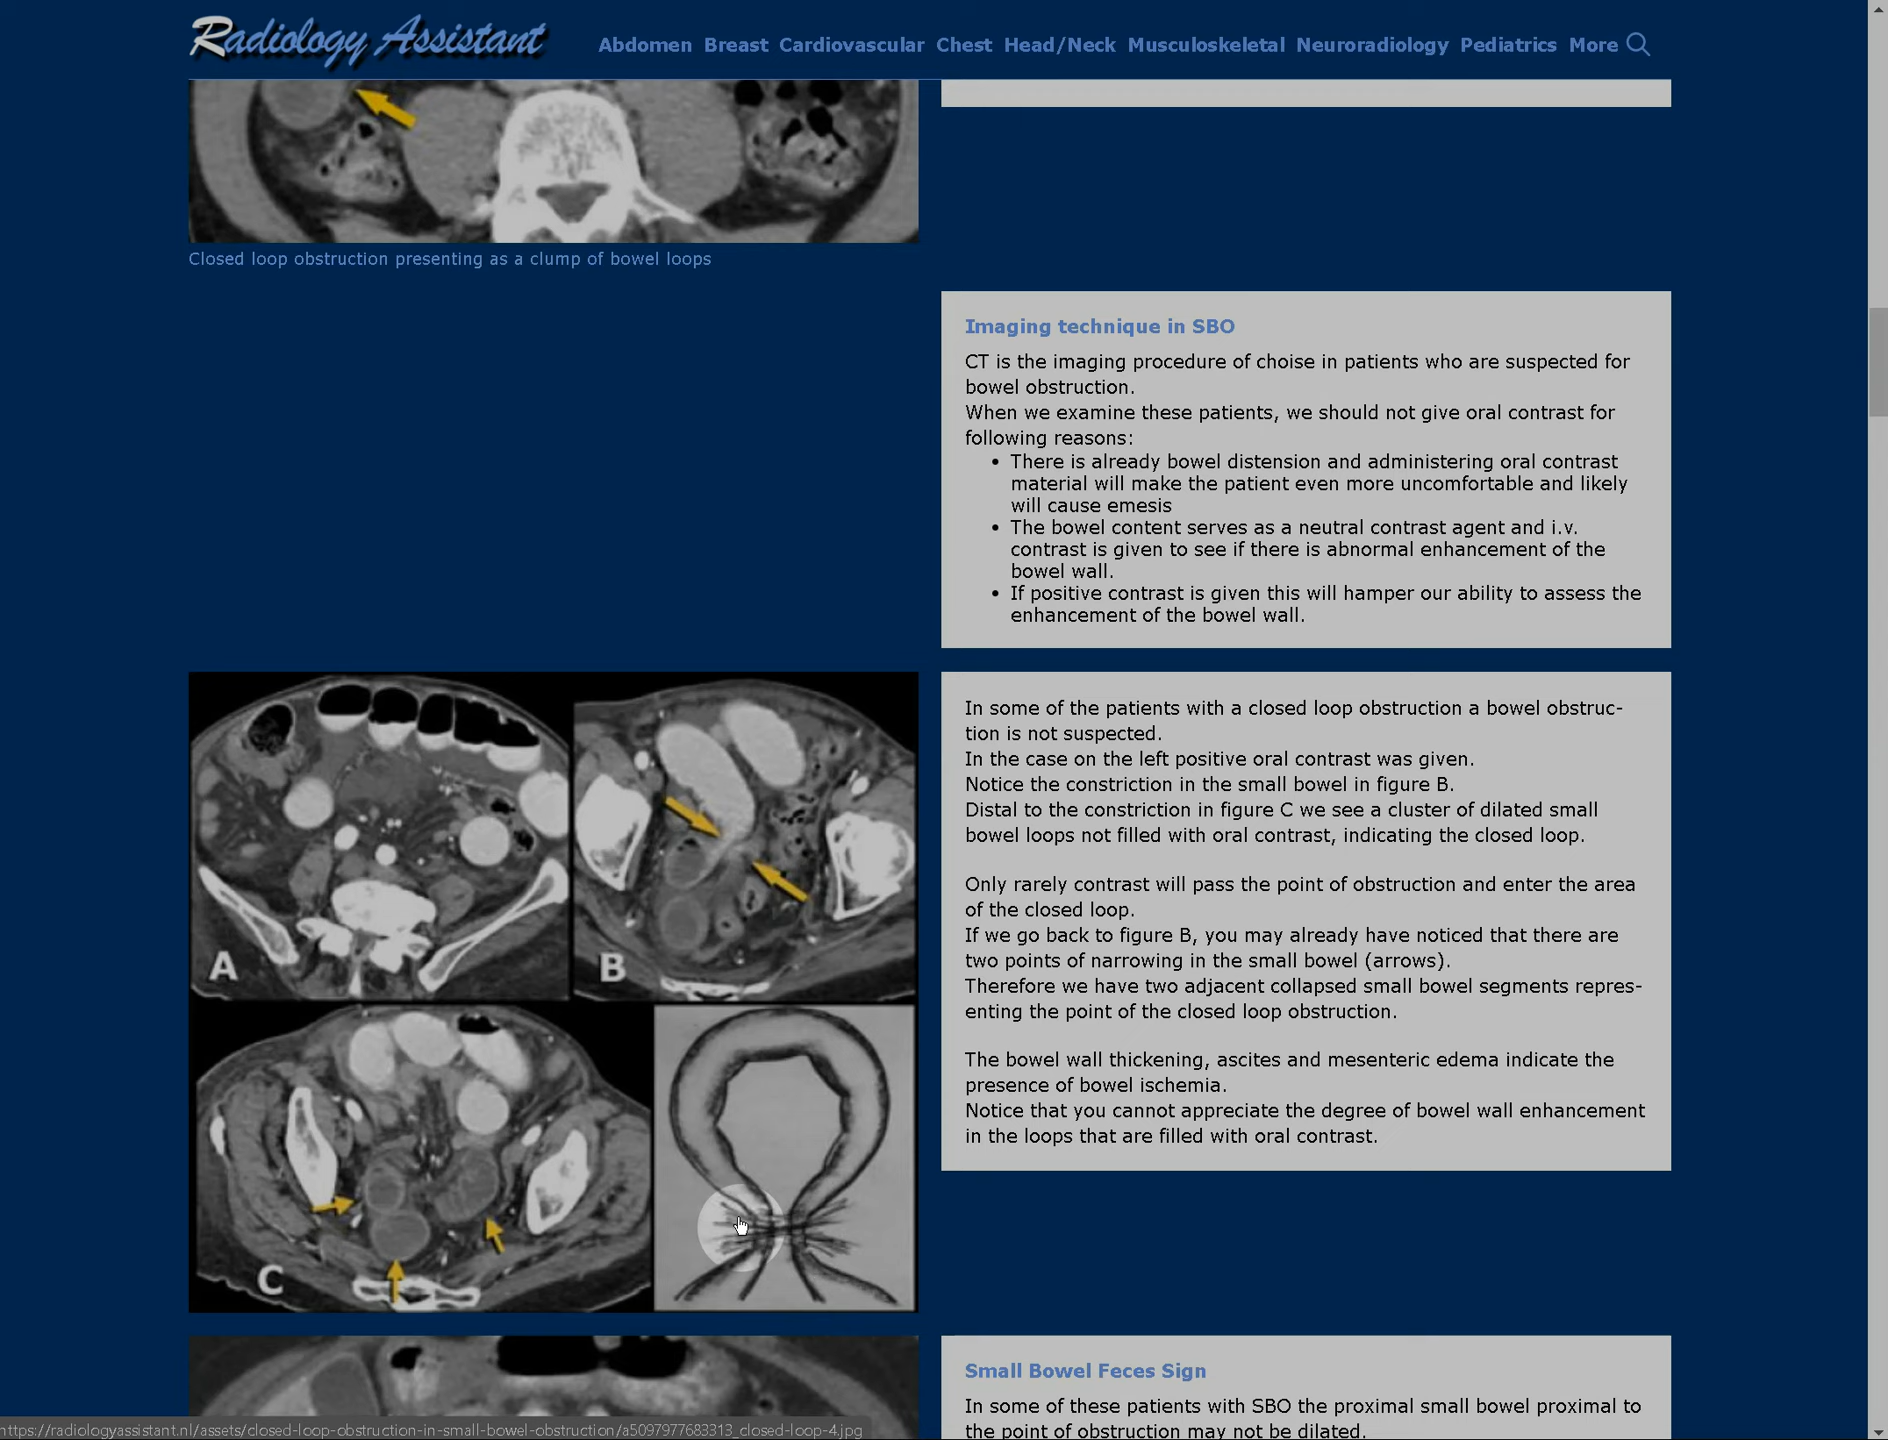 Radiology Assistant
Abdomen Breast Cardiovascular Chest Head/Neck Musculoskeletal Neuroradiology Pediatrics More
Closed loop obstruction presenting as a clump of bowel loops
Imaging technique in SBO
CT is the imaging procedure of choise in patients who are suspected for
bowel obstruction.
When we examine these patients, we should not give oral contrast for
following reasons:
• There is already bowel distension and administering oral contrast
material will make the patient even more uncomfortable and likely
will cause emesis
• The bowel content serves as a neutral contrast agent and i.v.
contrast is given to see if there is abnormal enhancement of the
bowel wall.
• If positive contrast is given this will hamper our ability to assess the
enhancement of the bowel wall.
A
B
C
In some of the patients with a closed loop obstruction a bowel obstruc-
tion is not suspected.
In the case on the left positive oral contrast was given.
Notice the constriction in the small bowel in figure B.
Distal to the constriction in figure C we see a cluster of dilated small
bowel loops not filled with oral contrast, indicating the closed loop.
Only rarely contrast will pass the point of obstruction and enter the area
of the closed loop.
If we go back to figure B, you may already have noticed that there are
two points of narrowing in the small bowel (arrows).
Therefore we have two adjacent collapsed small bowel segments repres-
enting the point of the closed loop obstruction.
The bowel wall thickening, ascites and mesenteric edema indicate the
presence of bowel ischemia.
Notice that you cannot appreciate the degree of bowel wall enhancement
in the loops that are filled with oral contrast.
Small Bowel Feces Sign
In some of these patients with SBO the proximal small bowel proximal to
the point of obstruction may not be dilated.
https://radiologyassistant.nl/assets/closed-loop-obstruction-in-small-bowel-obstruction/a5097977683313_closed-loop-4.jpg